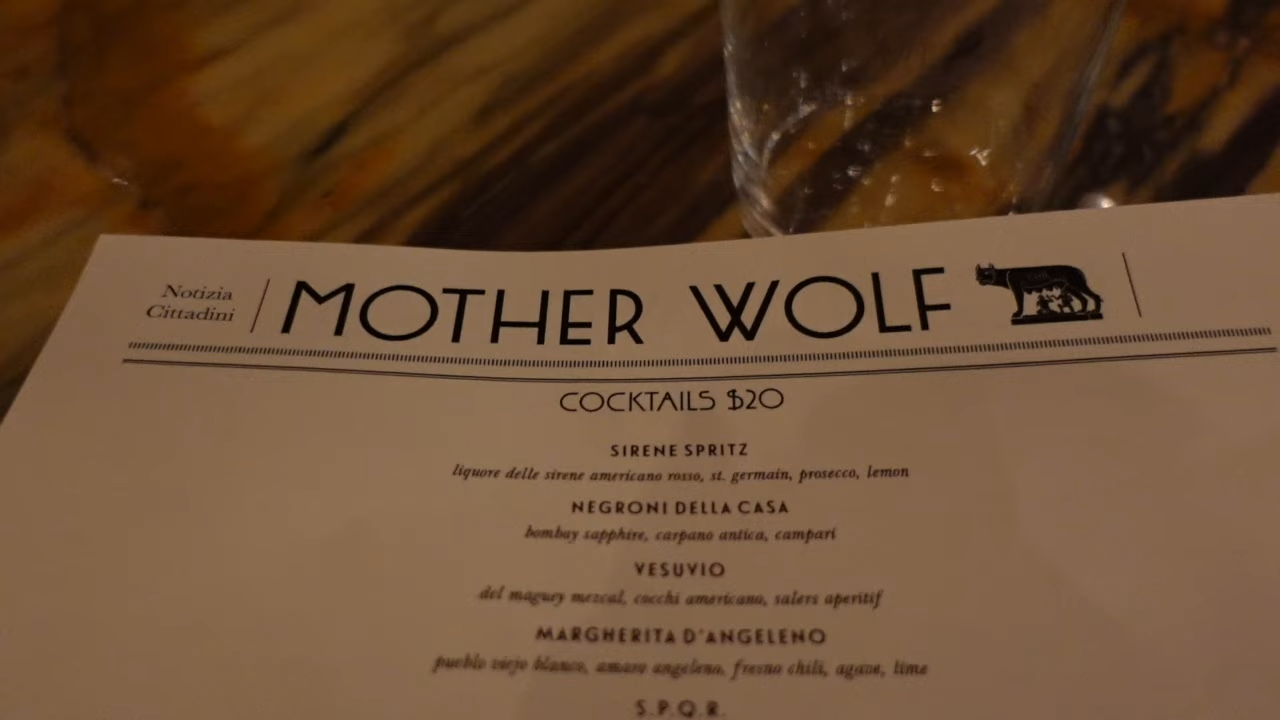 Notizia
Cittadini
MOTHER WOLF
COCKTAILS $20
SIRENE SPRITZ
liquore delle sirene americano rosso, st. germain, prosecco, lemon
NEGRONI DELLA CASA
bombay sapphire, carpano antica, campari
VESUVIO
del maguey mezcal, cocchi americano, salers aperitif
MARGHERITA D'ANGELENO
pueblo viejo blanco, amaro angeleno, fresno chili, agave, lime
S.P.Q.R.